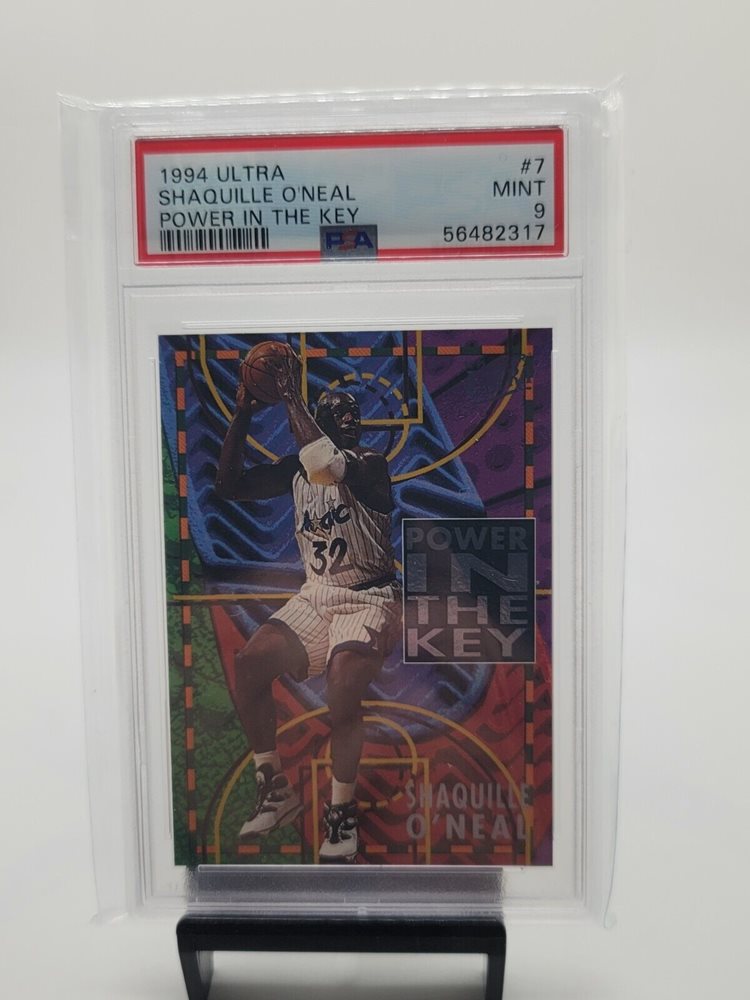 1994 ULTRA #7
SHAQUILLE O'NEAL MINT
POWER IN THE KEY 9
PSA 56482317
MAGIC
32
POWER
IN
THE
KEY
SHAQUILLE
O'NEAL